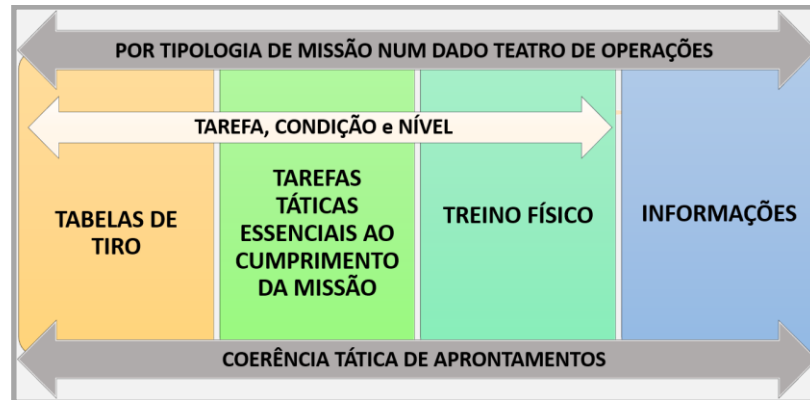 POR TIPOLOGIA DE MISSÃO NUM DADO TEATRO DE OPERAÇÕES
TAREFA, CONDIÇÃO e NÍVEL
TABELAS DE
TIRO
TAREFAS
TÁTICAS
ESSENCIAIS AO
CUMPRIMENTO
DA MISSÃO
TREINO FÍSICO
INFORMAÇÕES
COERÊNCIA TÁTICA DE APRONTAMENTOS